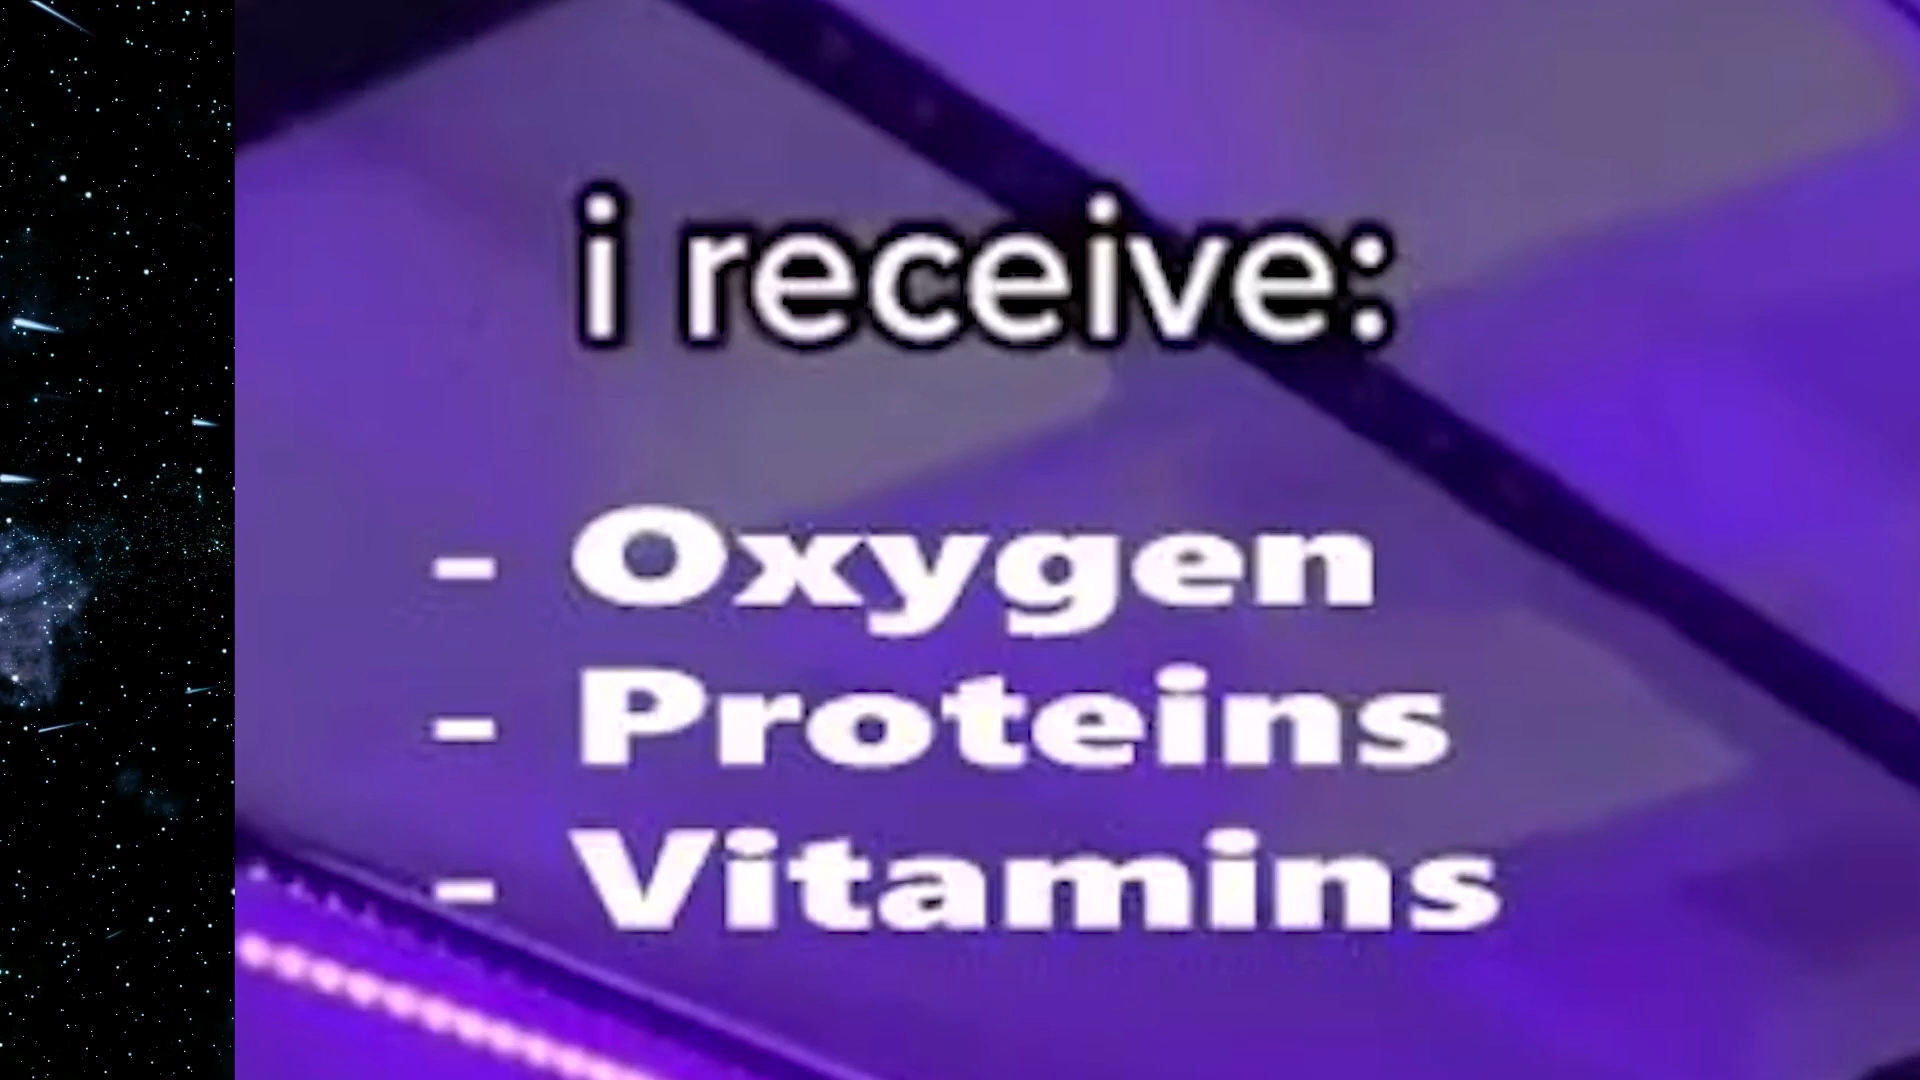 i receive:
- Oxygen
- Proteins
- Vitamins